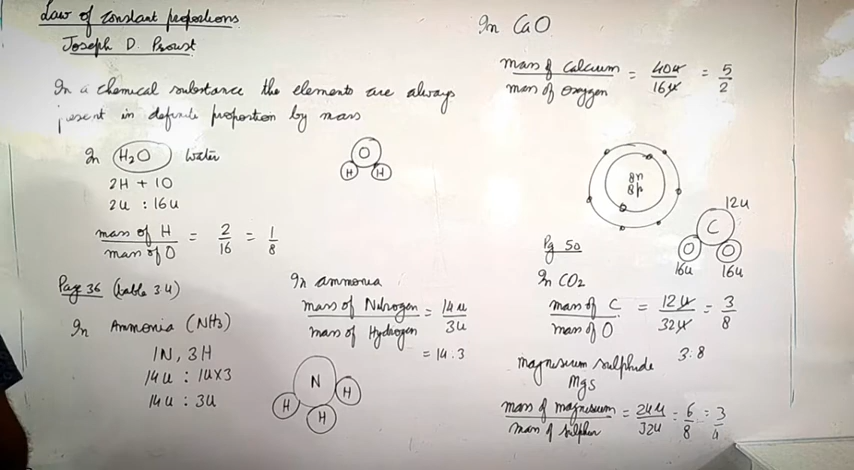 Law of constant proportions
Joseph D. Proust
In a chemical substance the elements are always
present in definite proportion by mass
In H₂O water
2H + 1O
2u : 16u
mass of H / mass of O = 2/16 = 1/8
O
H H
Page 36 (table 3.4)
In Ammonia (NH₃)
1N, 3H
14u : 1u×3
14u : 3u
In ammonia
mass of Nitrogen / mass of Hydrogen = 14u/3u
= 14:3
N
H H H
In CaO
mass of Calcium / mass of oxygen = 40u/16u = 5/2
8n
8p
12u
C
O O
16u 16u
Pg 50
In CO₂
mass of C / mass of O = 12u/32u = 3/8
3:8
magnesium sulphide
Mgs
mass of magnesium / mass of sulpher = 24u/32u = 6/8 = 3/4